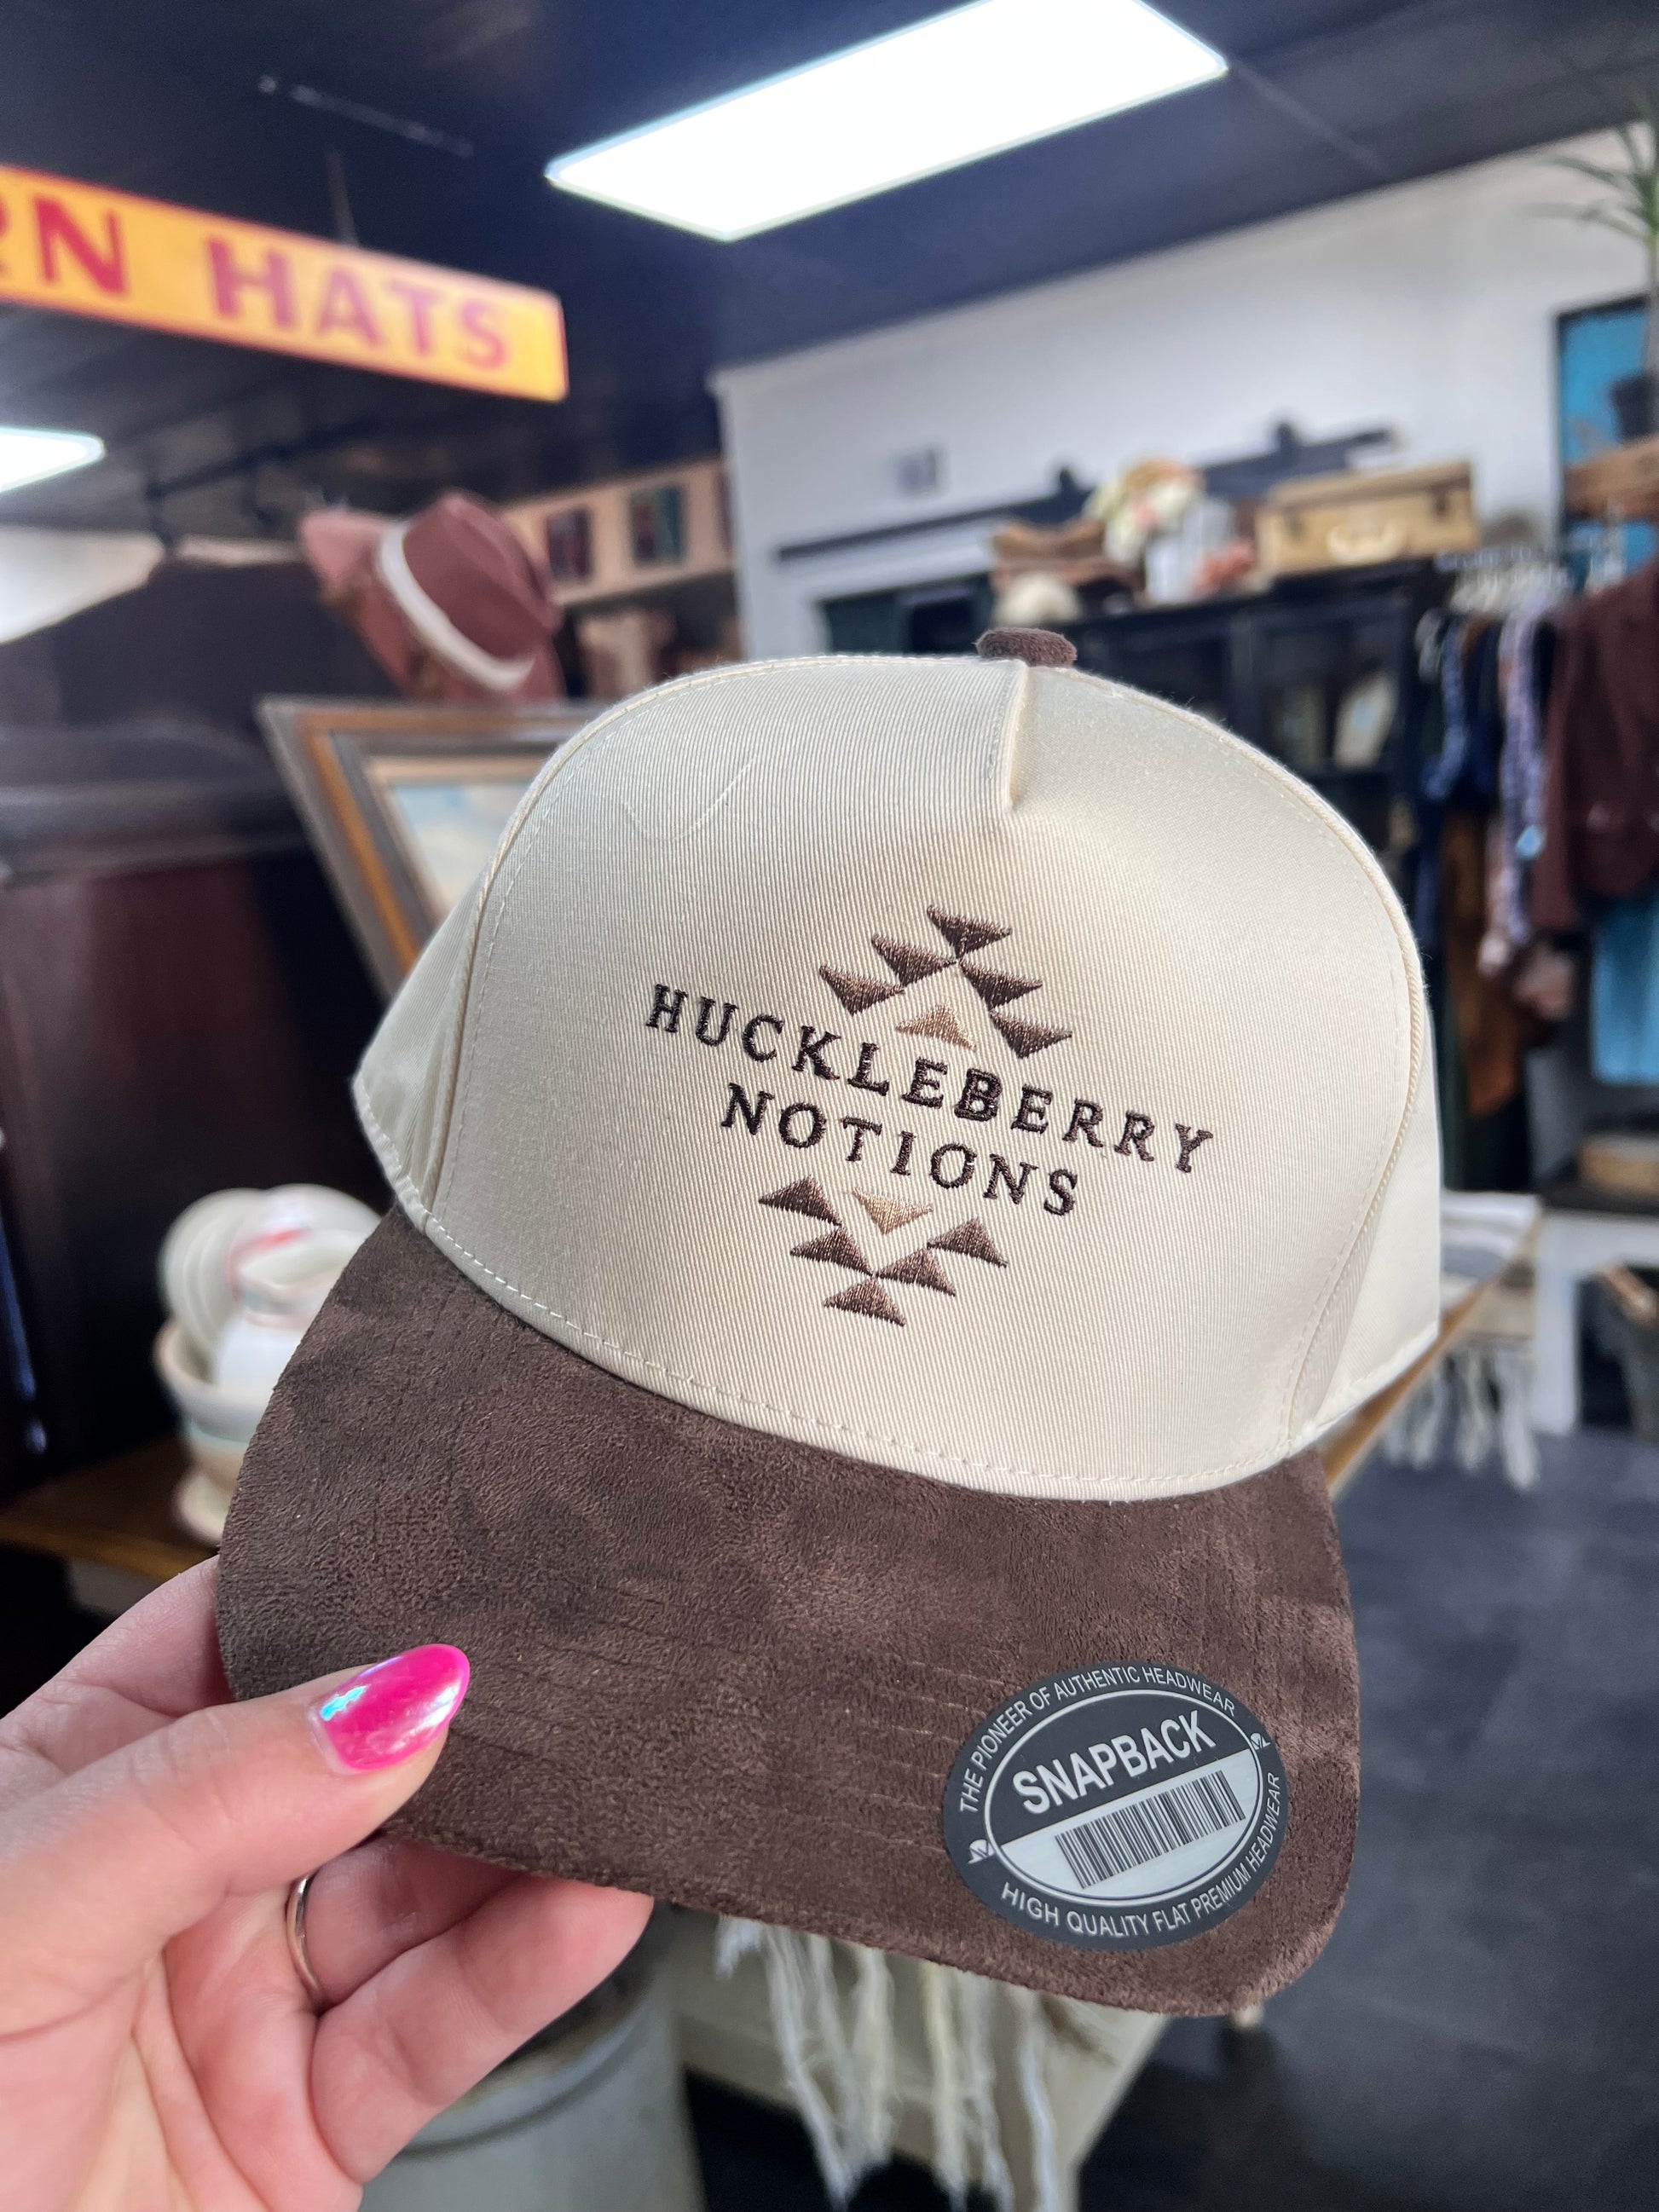 RN HATS
HUCKLEBERRY
NOTIONS
THE PIONEER OF AUTHENTIC HEADWEAR
SNAPBACK
HIGH QUALITY FLAT PREMIUM HEADWEAR